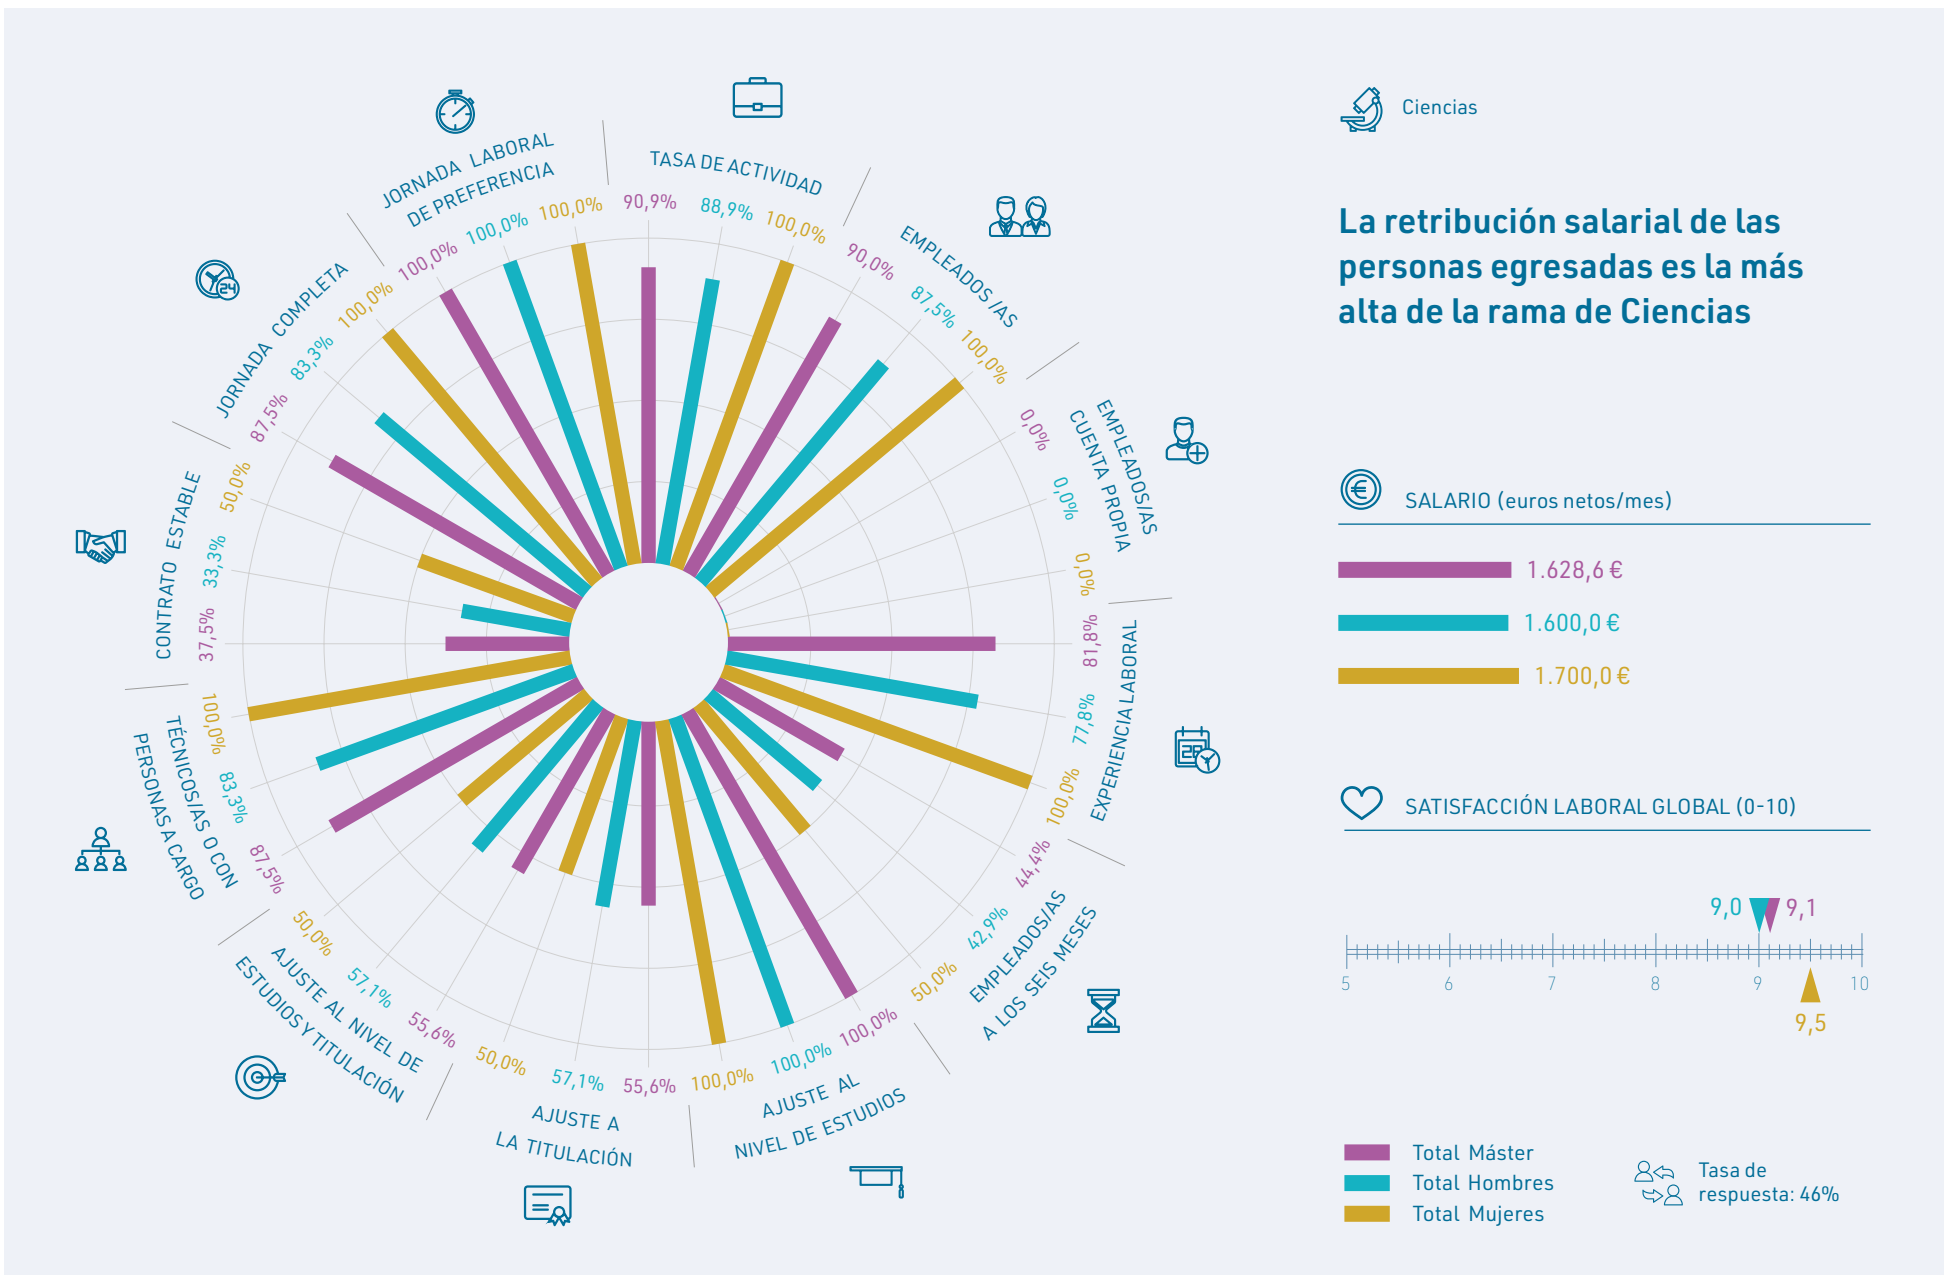 JORNADA LABORAL
DE PREFERENCIA
100,0%
100,0%
100,0%
TASA DE ACTIVIDAD
90,9%
88,9%
100,0%
EMPLEADOS /AS
90,0%
87,5%
100,0%
EMPLEADOS/AS
CUENTA PROPIA
0,0%
0,0%
0,0%
EXPERIENCIA LABORAL
81,8%
77,8%
100,0%
EMPLEADOS/AS
A LOS SEIS MESES
44,4%
42,9%
50,0%
AJUSTE AL
NIVEL DE ESTUDIOS
100,0%
100,0%
100,0%
AJUSTE A
LA TITULACIÓN
55,6%
57,1%
50,0%
AJUSTE AL NIVEL DE
ESTUDIOS Y TITULACIÓN
55,6%
57,1%
50,0%
TÉCNICOS/AS O CON
PERSONAS A CARGO
87,5%
83,3%
100,0%
CONTRATO ESTABLE
37,5%
33,3%
50,0%
JORNADA COMPLETA
24
87,5%
83,3%
100,0%
Ciencias
La retribución salarial de las
personas egresadas es la más
alta de la rama de Ciencias
SALARIO (euros netos/mes)
1.628,6 €
1.600,0 €
1.700,0 €
SATISFACCIÓN LABORAL GLOBAL (0-10)
9,0 9,1
5 6 7 8 9 10
9,5
Total Máster
Total Hombres
Total Mujeres
Tasa de
respuesta: 46%